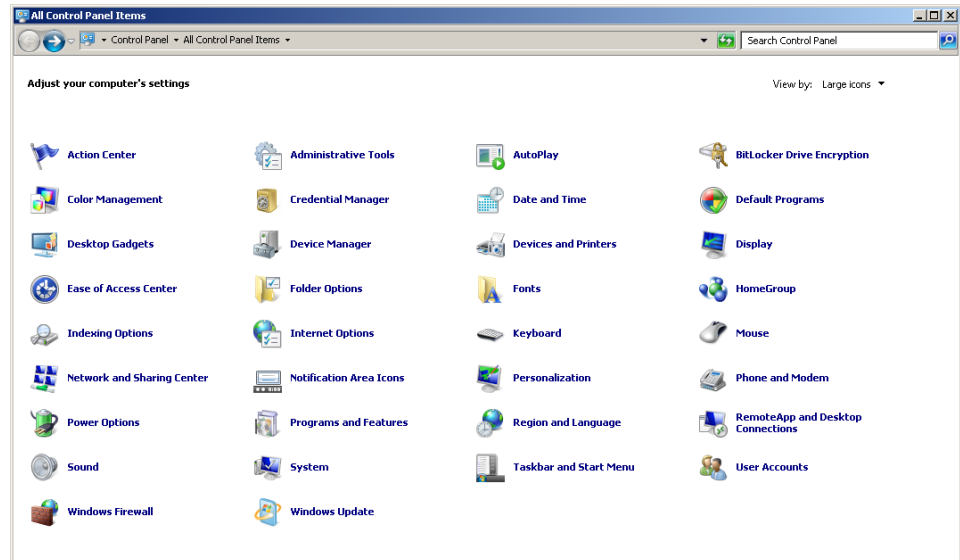 All Control Panel Items
Control Panel All Control Panel Items Search Control Panel
Adjust your computer's settings View by: Large icons
Action Center Administrative Tools AutoPlay BitLocker Drive Encryption
Color Management Credential Manager Date and Time Default Programs
Desktop Gadgets Device Manager Devices and Printers Display
Ease of Access Center Folder Options Fonts HomeGroup
Indexing Options Internet Options Keyboard Mouse
Network and Sharing Center Notification Area Icons Personalization Phone and Modem
Power Options Programs and Features Region and Language RemoteApp and Desktop
Connections
Sound System Taskbar and Start Menu User Accounts
Windows Firewall Windows Update